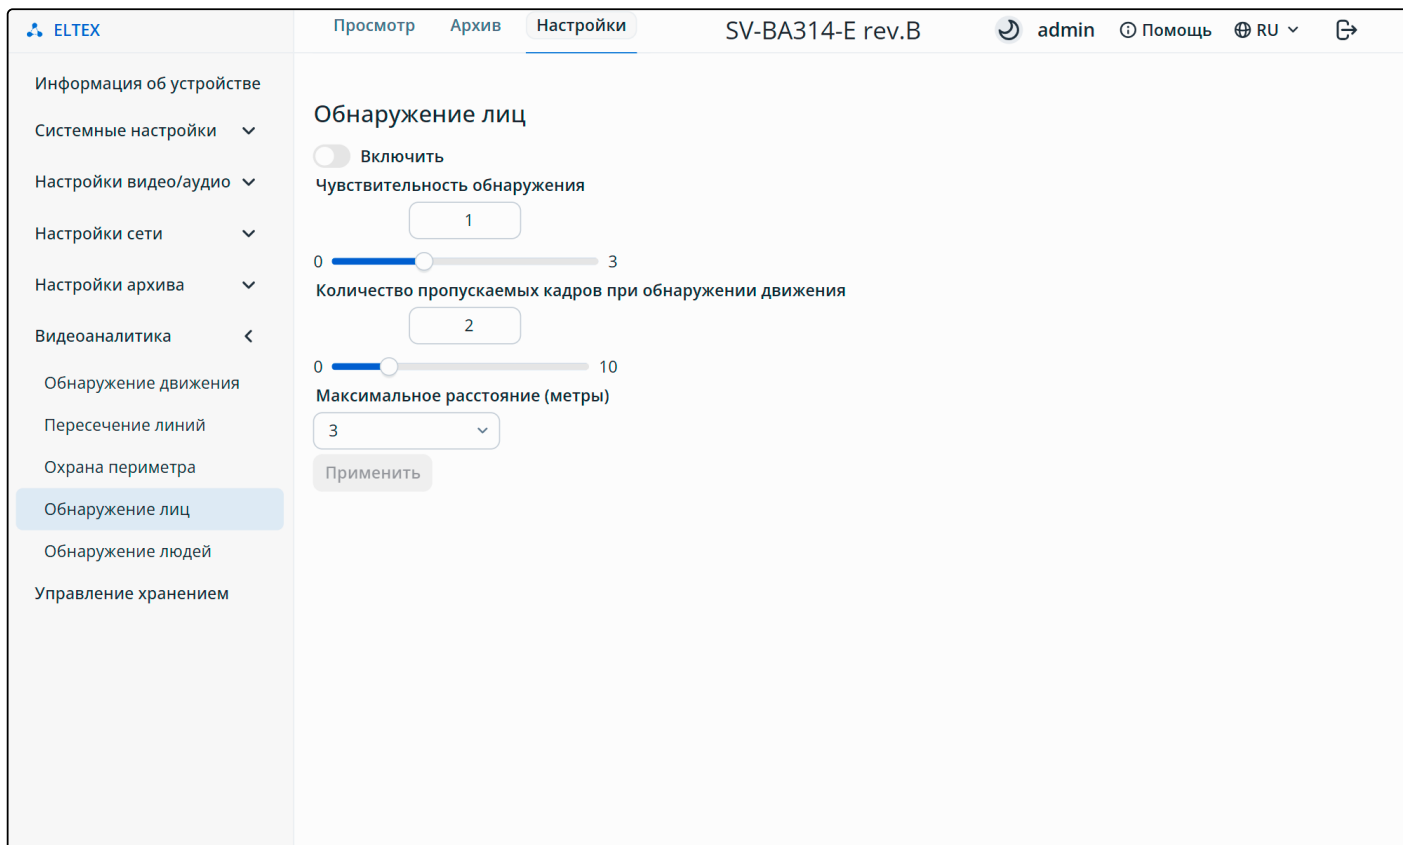 ELTEX
Просмотр
Архив
Настройки
SV-BA314-E rev.B
admin
Помощь
RU
Информация об устройстве
Системные настройки
Настройки видео/аудио
Настройки сети
Настройки архива
Видеоаналитика
Обнаружение движения
Пересечение линий
Охрана периметра
Обнаружение лиц
Обнаружение людей
Управление хранением
Обнаружение лиц
Включить
Чувствительность обнаружения
1
0 3
Количество пропускаемых кадров при обнаружении движения
2
0 10
Максимальное расстояние (метры)
3
Применить